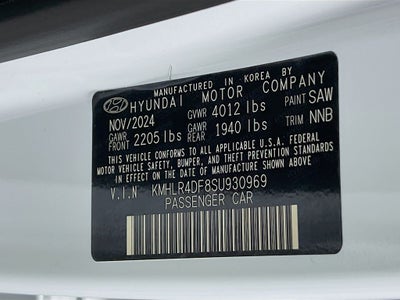 MANUFACTURED IN KOREA BY
HYUNDAI MOTOR COMPANY
NOV/2024 GVWR 4012 lbs PAINT SAW
GAWR FRONT 2205 lbs GAWR REAR 1940 lbs TRIM NNB
THIS VEHICLE CONFORMS TO ALL APPLICABLE U.S.A FEDERAL
MOTOR VEHICLE SAFETY, BUMPER, AND THEFT PREVENTION
STANDARDS IN EFFECT ON THE DATE OF MANUFACTURE
SHOWN ABOVE.
V.I.N KMHLR4DF8SU930969
PASSENGER CAR